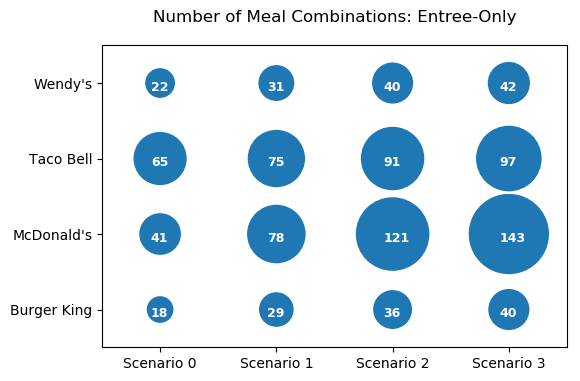 Number of Meal Combinations: Entree-Only
Wendy's 22 31 40 42
Taco Bell 65 75 91 97
McDonald's 41 78 121 143
Burger King 18 29 36 40
Scenario 0 Scenario 1 Scenario 2 Scenario 3